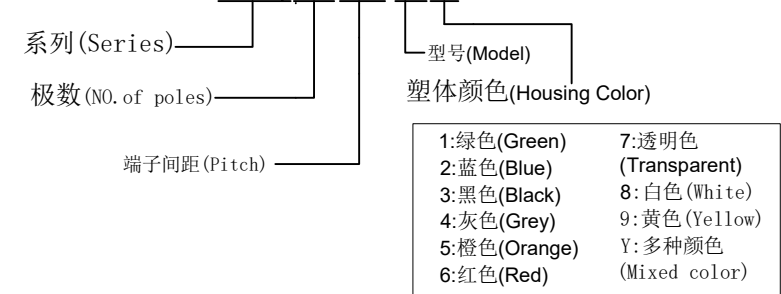 系列(Series)
型号(Model)
极数(NO.of poles)
塑体颜色(Housing Color)
端子间距(Pitch)
1:绿色(Green)
2:蓝色(Blue)
3:黑色(Black)
4:灰色(Grey)
5:橙色(Orange)
6:红色(Red)
7:透明色
(Transparent)
8:白色(White)
9:黄色(Yellow)
Y:多种颜色
(Mixed color)